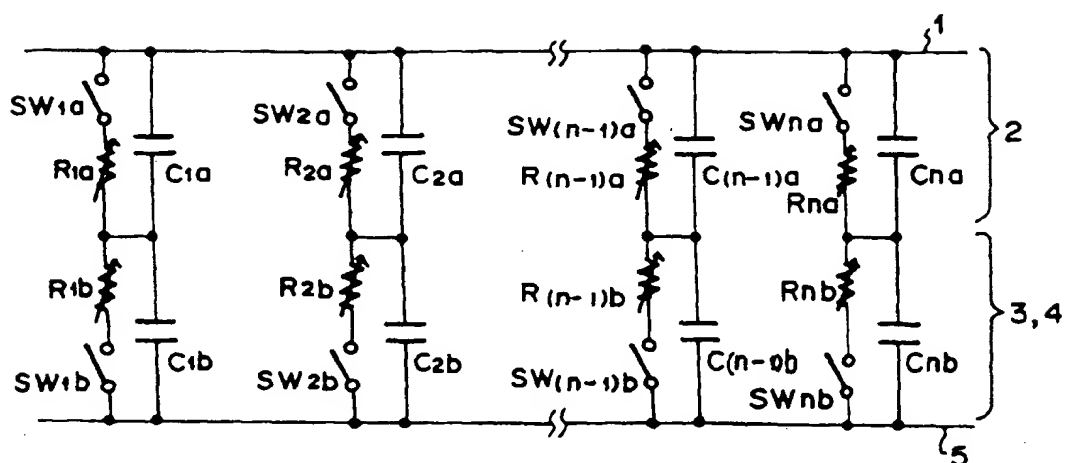 1
SW1a
SW2a
SW(n-1)a
SWna
2
R1a
C1a
R2a
C2a
R(n-1)a
C(n-1)a
Rna
Cna
R1b
R2b
R(n-1)b
Rnb
3,4
C1b
C2b
C(n-1)b
Cnb
SW1b
SW2b
SW(n-1)b
SWnb
5